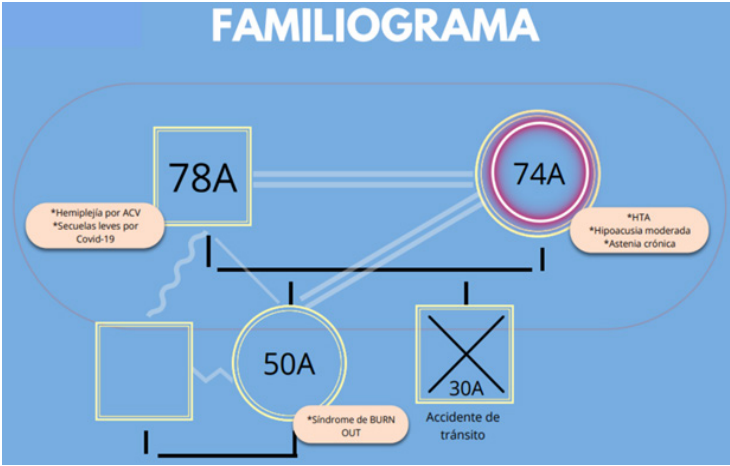 FAMILIOGRAMA
78A
74A
*Hemiplejía por ACV
*Secuelas leves por
Covid-19
*HTA
*Hipoacusia moderada
*Astenia crónica
50A
30A
*Síndrome de BURN
OUT
Accidente de
tránsito